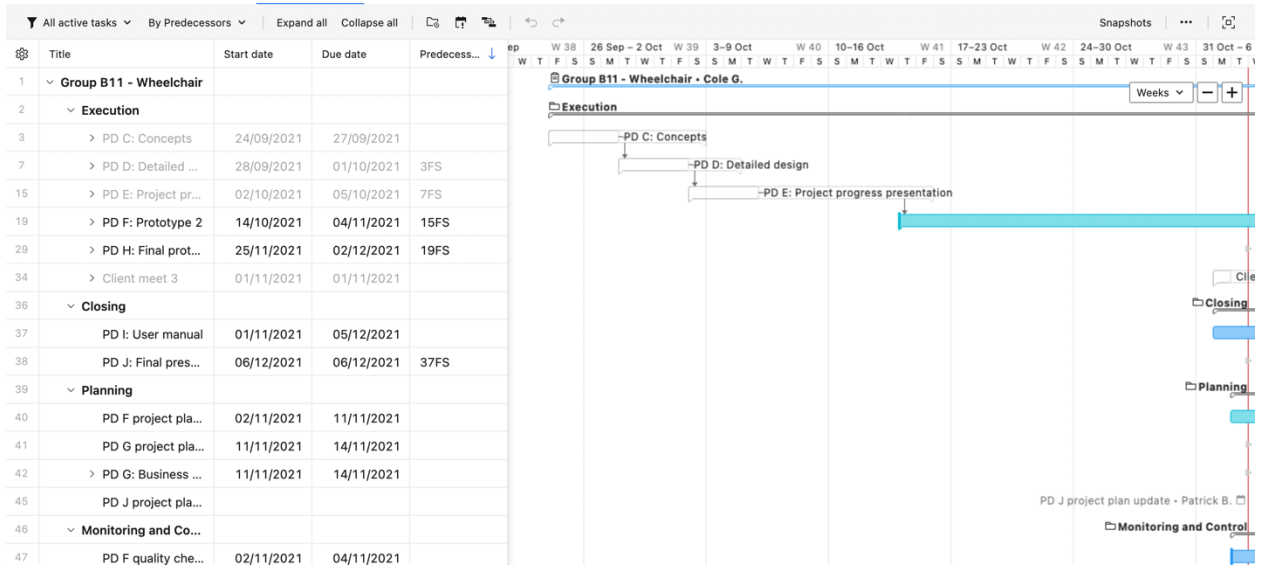 All active tasks By Predecessors Expand all Collapse all Snapshots
Title Start date Due date Predecess... ep W 38 26 Sep – 2 Oct W 39 3–9 Oct W 40 10–16 Oct W 41 17–23 Oct W 42 24–30 Oct W 43 31 Oct – 6
W T F S S M T W T F S S M T W T F S S M T W T F S S M T W T F S S M T W T F S S M T
1 Group B11 - Wheelchair Group B11 - Wheelchair • Cole G.
Weeks
2 Execution Execution
3 PD C: Concepts 24/09/2021 27/09/2021 PD C: Concepts
7 PD D: Detailed ... 28/09/2021 01/10/2021 3FS PD D: Detailed design
15 PD E: Project pr... 02/10/2021 05/10/2021 7FS PD E: Project progress presentation
19 PD F: Prototype 2 14/10/2021 04/11/2021 15FS
29 PD H: Final prot... 25/11/2021 02/12/2021 19FS
34 Client meet 3 01/11/2021 01/11/2021 Clie
36 Closing Closing
37 PD I: User manual 01/11/2021 05/12/2021
38 PD J: Final pres... 06/12/2021 06/12/2021 37FS
39 Planning Planning
40 PD F project pla... 02/11/2021 11/11/2021
41 PD G project pla... 11/11/2021 14/11/2021
42 PD G: Business ... 11/11/2021 14/11/2021
45 PD J project pla... PD J project plan update • Patrick B.
46 Monitoring and Co... Monitoring and Control
47 PD F quality che... 02/11/2021 04/11/2021